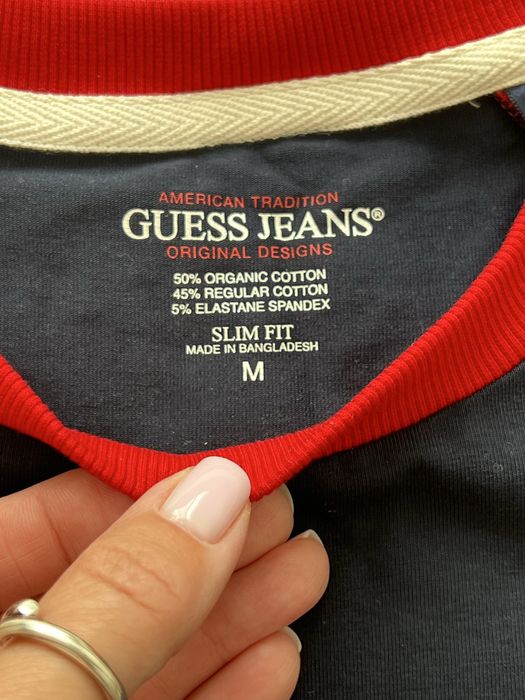 AMERICAN TRADITION
GUESS JEANS®
ORIGINAL DESIGNS
50% ORGANIC COTTON
45% REGULAR COTTON
5% ELASTANE SPANDEX
SLIM FIT
MADE IN BANGLADESH
M